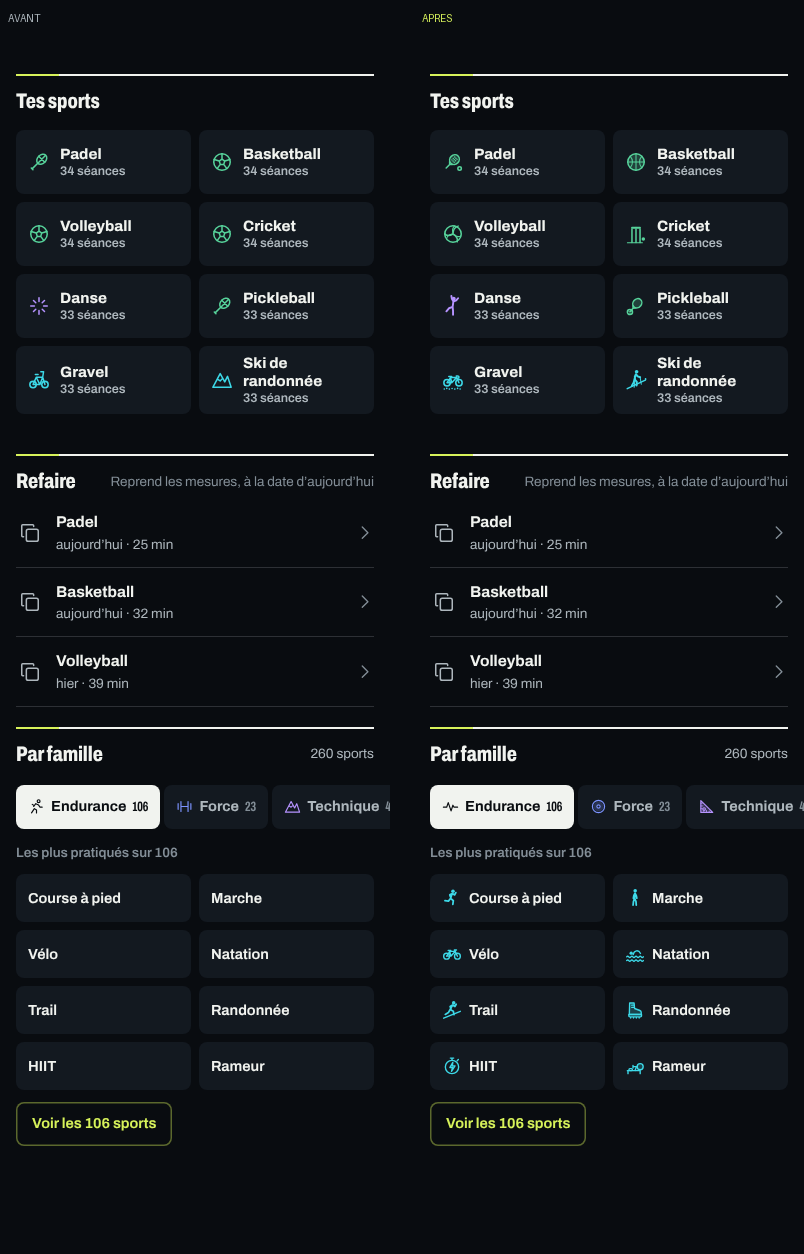 AVANT
Tes sports
Padel
34 séances
Basketball
34 séances
Volleyball
34 séances
Cricket
34 séances
Danse
33 séances
Pickleball
33 séances
Gravel
33 séances
Ski de
randonnée
33 séances
Refaire
Reprend les mesures, à la date d’aujourd’hui
Padel
aujourd’hui · 25 min
Basketball
aujourd’hui · 32 min
Volleyball
hier · 39 min
Par famille
260 sports
Endurance 106
Force 23
Technique 4
Les plus pratiqués sur 106
Course à pied
Marche
Vélo
Natation
Trail
Randonnée
HIIT
Rameur
Voir les 106 sports
APRES
Tes sports
Padel
34 séances
Basketball
34 séances
Volleyball
34 séances
Cricket
34 séances
Danse
33 séances
Pickleball
33 séances
Gravel
33 séances
Ski de
randonnée
33 séances
Refaire
Reprend les mesures, à la date d’aujourd’hui
Padel
aujourd’hui · 25 min
Basketball
aujourd’hui · 32 min
Volleyball
hier · 39 min
Par famille
260 sports
Endurance 106
Force 23
Technique
Les plus pratiqués sur 106
Course à pied
Marche
Vélo
Natation
Trail
Randonnée
HIIT
Rameur
Voir les 106 sports